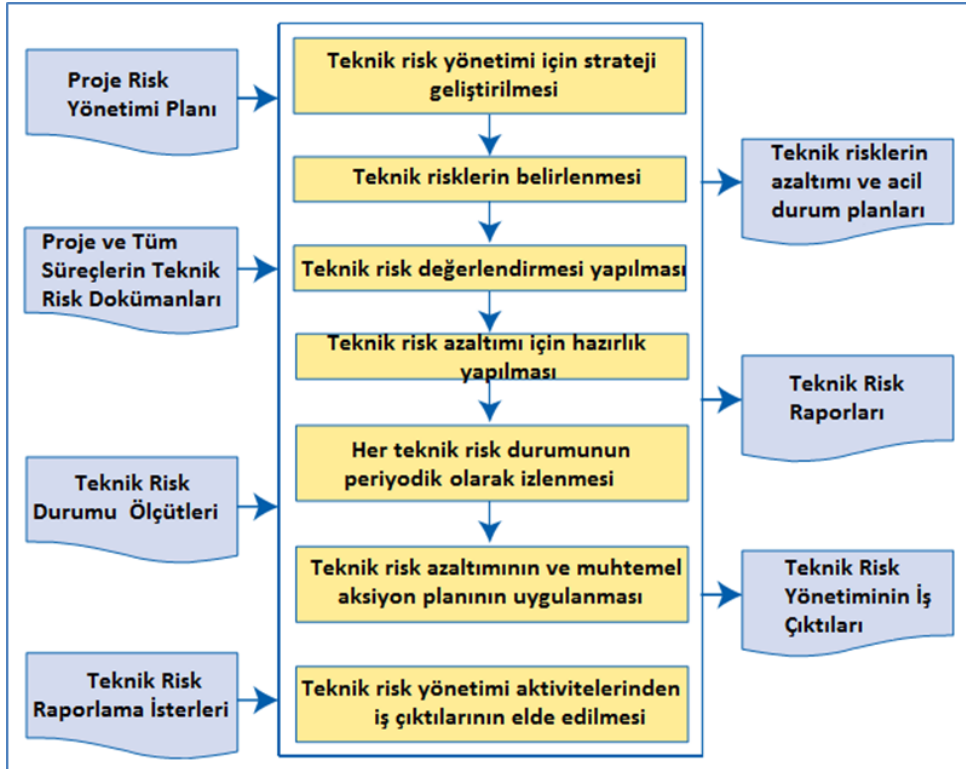 Proje Risk
Yönetimi Planı
Proje ve Tüm
Süreçlerin Teknik
Risk Dokümanları
Teknik Risk
Durumu Ölçütleri
Teknik Risk
Raporlama İsterleri
Teknik risk yönetimi için strateji
geliştirilmesi
Teknik risklerin belirlenmesi
Teknik risk değerlendirmesi yapılması
Teknik risk azaltımı için hazırlık
yapılması
Her teknik risk durumunun
periyodik olarak izlenmesi
Teknik risk azaltımının ve muhtemel
aksiyon planının uygulanması
Teknik risk yönetimi aktivitelerinden
iş çıktılarının elde edilmesi
Teknik risklerin
azaltımı ve acil
durum planları
Teknik Risk
Raporları
Teknik Risk
Yönetiminin İş
Çıktıları